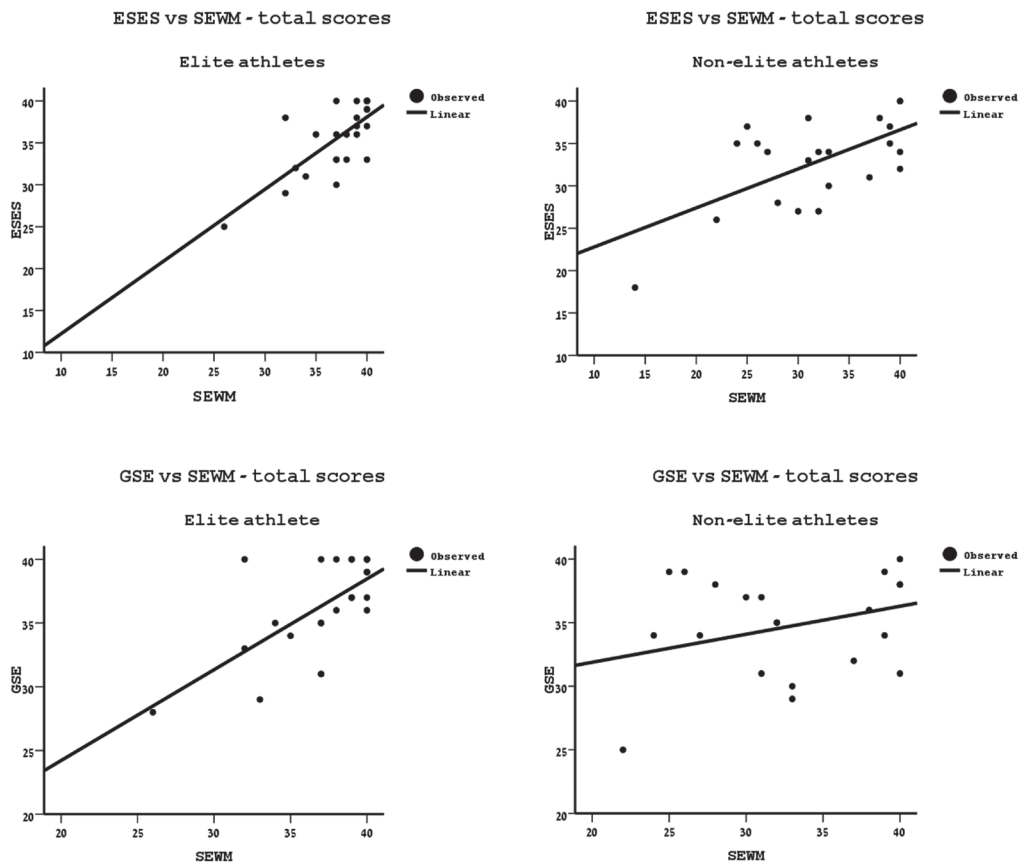 ESES vs SEWM - total scores
Elite athletes
40
35
30
25
20
15
10
ESES
10 15 20 25 30 35 40
SEWM
Observed
Linear
ESES vs SEWM - total scores
Non-elite athletes
40
35
30
25
20
15
10
ESES
10 15 20 25 30 35 40
SEWM
Observed
Linear
GSE vs SEWM - total scores
Elite athlete
40
35
30
25
20
GSE
20 25 30 35 40
SEWM
Observed
Linear
GSE vs SEWM - total scores
Non-elite athletes
40
35
30
25
20
GSE
20 25 30 35 40
SEWM
Observed
Linear